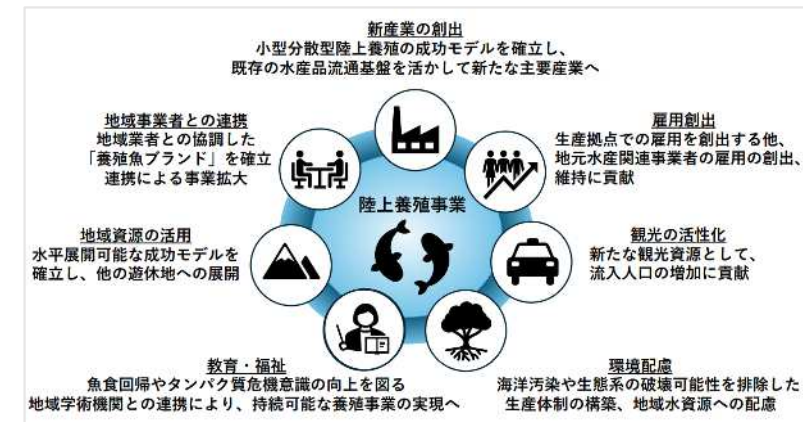 新産業の創出
小型分散型陸上養殖の成功モデルを確立し、
既存の水産品流通基盤を活かして新たな主要産業へ
地域事業者との連携
地域業者との協調した
「養殖魚ブランド」を確立
連携による事業拡大
雇用創出
生産拠点での雇用を創出する他、
地元水産関連事業者の雇用の創出、
維持に貢献
陸上養殖事業
地域資源の活用
水平展開可能な成功モデルを
確立し、他の遊休地への展開
観光の活性化
新たな観光資源として、
流入人口の増加に貢献
教育・福祉
魚食回帰やタンパク質危機意識の向上を図る
地域学術機関との連携により、持続可能な養殖事業の実現へ
環境配慮
海洋汚染や生態系の破壊可能性を排除した
生産体制の構築、地域水資源への配慮